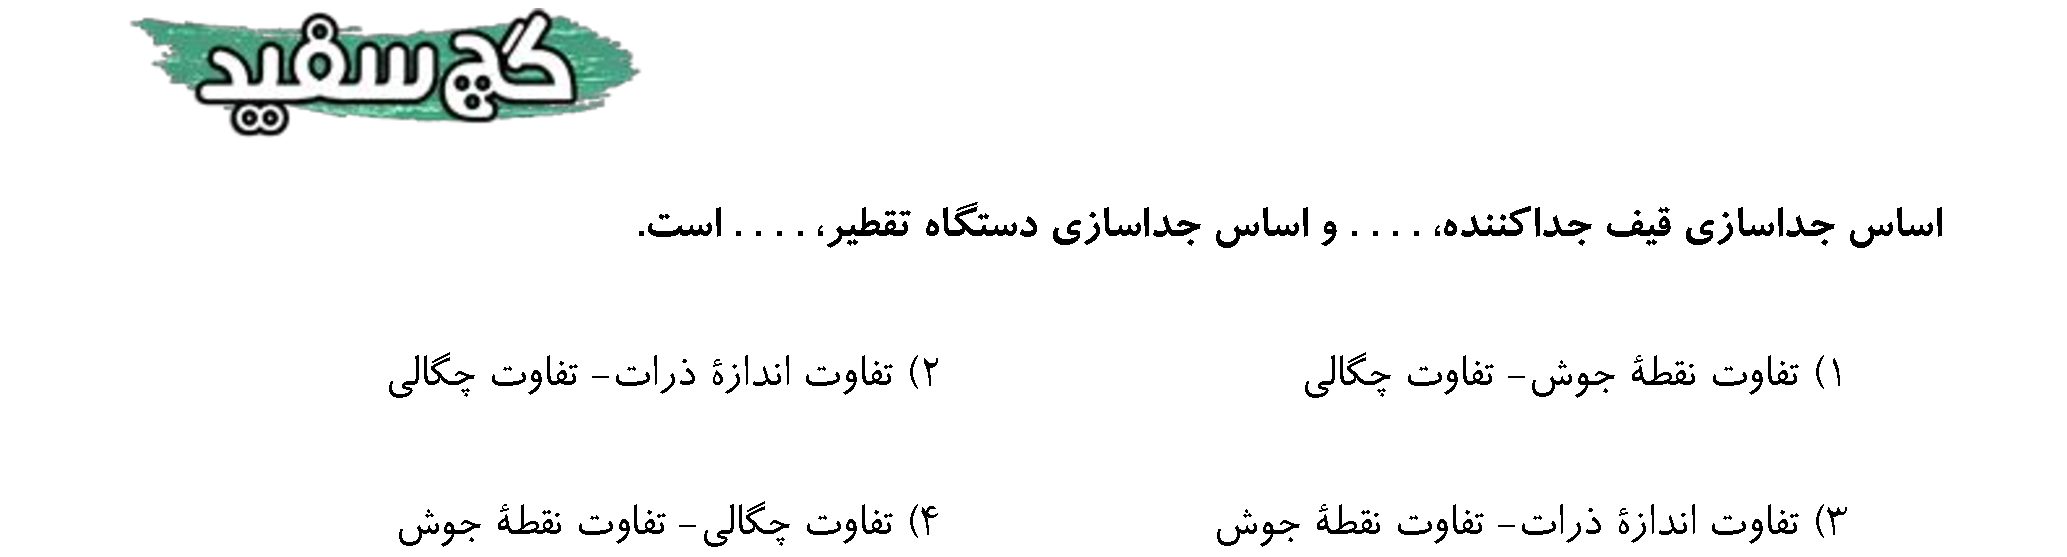 گچ سفید
اساس جداسازی قیف جداکننده، . . . . و اساس جداسازی دستگاه تقطیر، . . . . است.
۱) تفاوت نقطهٔ جوش- تفاوت چگالی
۲) تفاوت اندازهٔ ذرات- تفاوت چگالی
۳) تفاوت اندازهٔ ذرات- تفاوت نقطهٔ جوش
۴) تفاوت چگالی- تفاوت نقطهٔ جوش